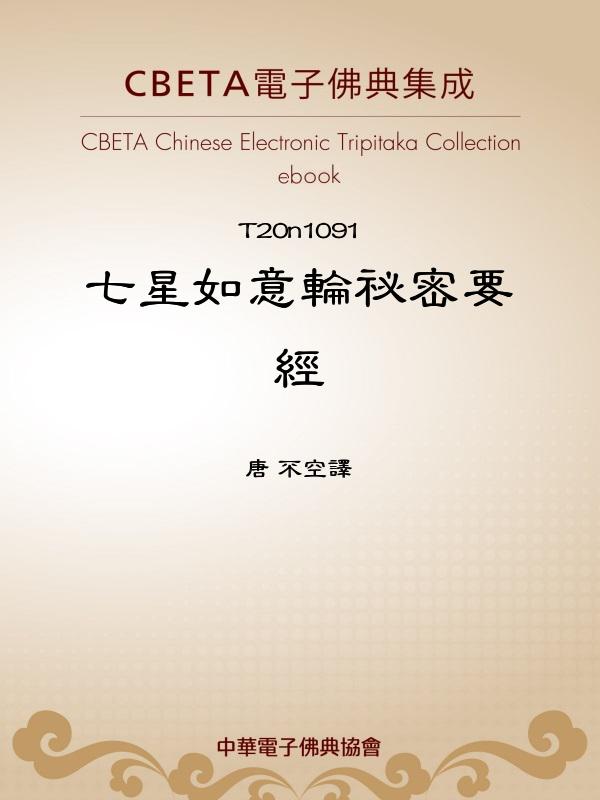 CBETA電子佛典集成
CBETA Chinese Electronic Tripitaka Collection
ebook
T20n1091
七星如意輪祕密要
經
唐 不空譯
中華電子佛典協會